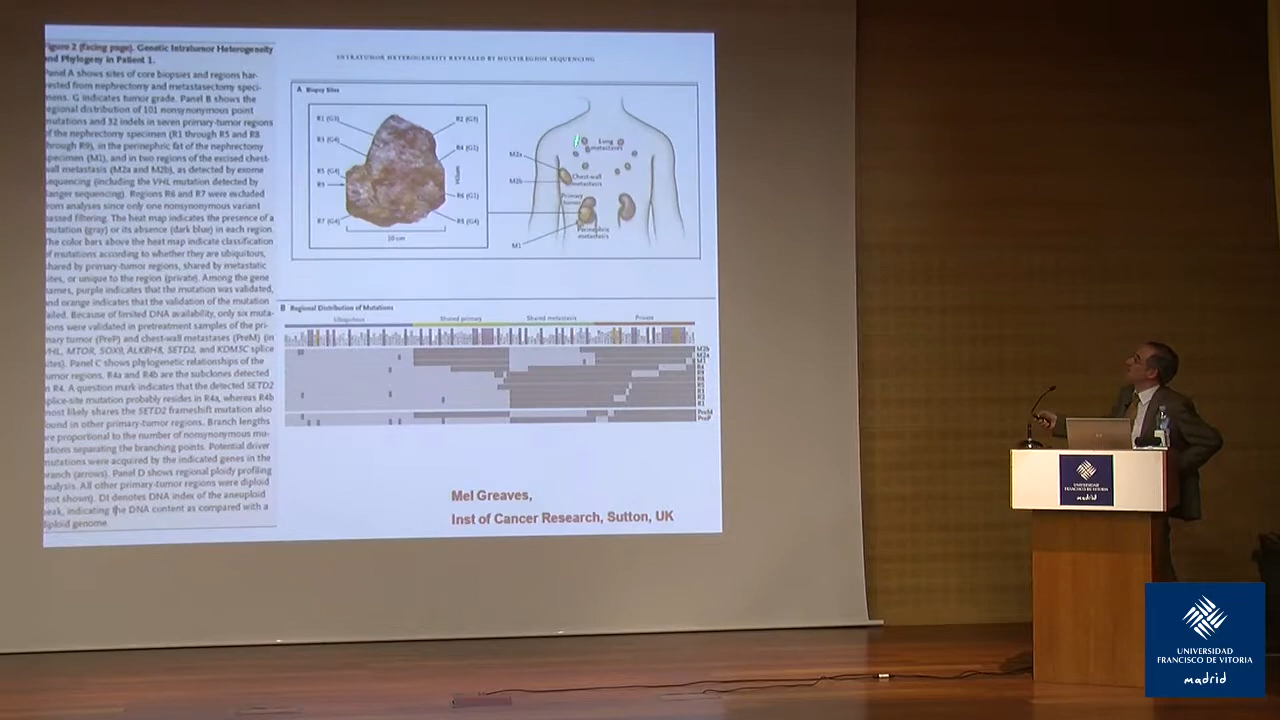 Figure 2 (facing page). Genetic Intratumor Heterogeneity
and Phylogeny in Patient 1.
Panel A shows sites of core biopsies and regions har-
vested from nephrectomy and metastasectomy speci-
mens. G indicates tumor grade. Panel B shows the
regional distribution of 101 nonsynonymous point
mutations and 32 indels in seven primary-tumor regions
of the nephrectomy specimen (R1 through R5 and R8
through R9), in the perinephric fat of the nephrectomy
specimen (M1), and in two regions of the excised chest-
wall metastasis (M2a and M2b), as detected by exome
sequencing (including the VHL mutation detected by
Sanger sequencing). Regions R6 and R7 were excluded
from analyses since only one nonsynonymous variant
passed filtering. The heat map indicates the presence of a
mutation (gray) or its absence (dark blue) in each region.
The color bars above the heat map indicate classification
of mutations according to whether they are ubiquitous,
shared by primary-tumor regions, shared by metastatic
sites, or unique to the region (private). Among the gene
names, purple indicates that the mutation was validated,
and orange indicates that the validation of the mutation
failed. Because of limited DNA availability, only six muta-
tions were validated in pretreatment samples of the pri-
mary tumor (PreP) and chest-wall metastases (PreM) (in
VHL, MTOR, SOX9, ALKBH8, SETD2, and KDM5C splice
sites). Panel C shows phylogenetic relationships of the
tumor regions. R4a and R4b are the subclones detected
in R4. A question mark indicates that the detected SETD2
splice-site mutation probably resides in R4a, whereas R4b
most likely shares the SETD2 frameshift mutation also
found in other primary-tumor regions. Branch lengths
are proportional to the number of nonsynonymous mu-
tations separating the branching points. Potential driver
mutations were acquired by the indicated genes in the
branch (arrows). Panel D shows regional ploidy profiling
analysis. All other primary-tumor regions were diploid
(not shown). DI denotes DNA index of the aneuploid
peak, indicating the DNA content as compared with a
diploid genome.
INTRATUMOR HETEROGENEITY REVEALED BY MULTIREGION SEQUENCING
A Biopsy Sites
R1 (G3)
R2 (G3)
R3 (G4)
R4 (G1)
R5 (G4)
R9
Hilum
R6 (G1)
R7 (G4)
R8 (G4)
10 cm
Lung
metastases
M2a
M2b
Chest-wall
metastasis
Primary
tumor
Perinephric
metastasis
M1
B Regional Distribution of Mutations
Ubiquitous
Shared primary
Shared metastasis
Private
M2b
M2a
M1
R4
R9
R8
R5
R3
R2
R1
PreM
PreP
Mel Greaves,
Inst of Cancer Research, Sutton, UK
UNIVERSIDAD
FRANCISCO DE VITORIA
madrid
UNIVERSIDAD
FRANCISCO DE VITORIA
madrid